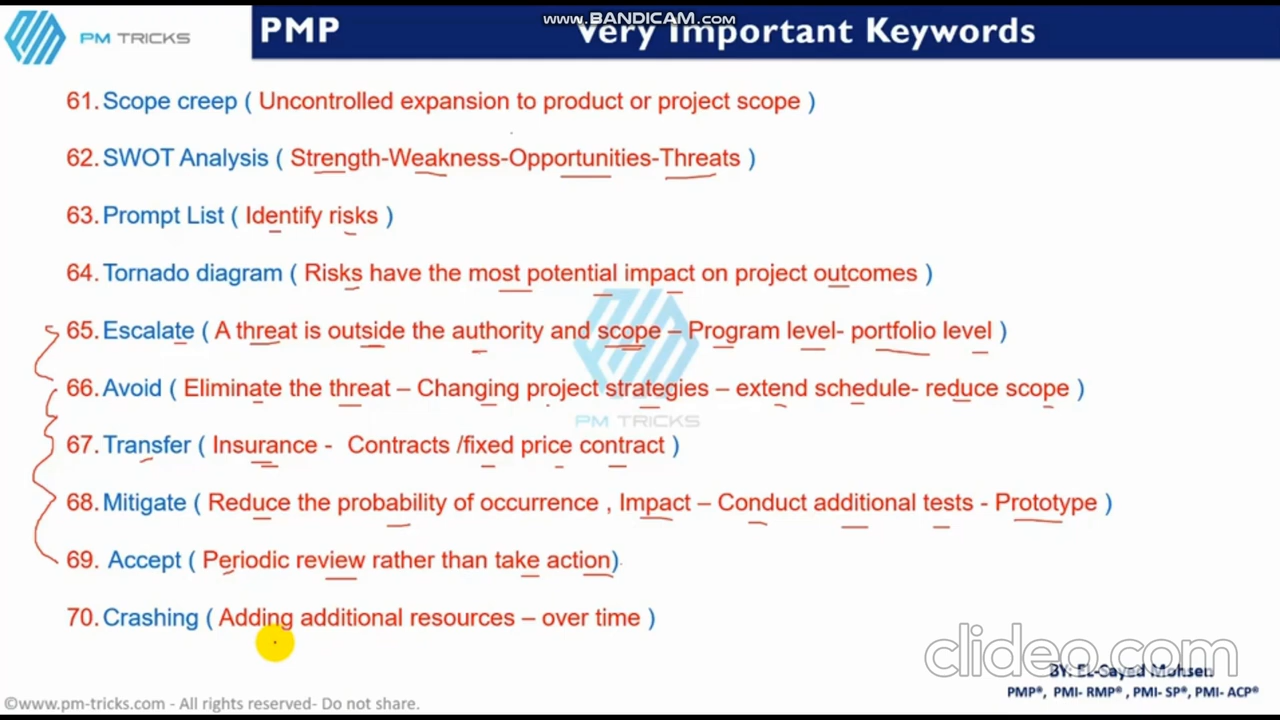 www.BANDICAM.com
PM TRICKS
PMP
Very Important Keywords
61. Scope creep ( Uncontrolled expansion to product or project scope )
62. SWOT Analysis ( Strength-Weakness-Opportunities-Threats )
63. Prompt List ( Identify risks )
64. Tornado diagram ( Risks have the most potential impact on project outcomes )
65. Escalate ( A threat is outside the authority and scope – Program level- portfolio level )
66. Avoid ( Eliminate the threat – Changing project strategies – extend schedule- reduce scope )
PM TRICKS
67. Transfer ( Insurance - Contracts /fixed price contract )
68. Mitigate ( Reduce the probability of occurrence , Impact – Conduct additional tests - Prototype )
69. Accept ( Periodic review rather than take action)
70. Crashing ( Adding additional resources – over time )
clideo.com
BY: EL-Sayed Mohsen
PMP®, PMI- RMP® , PMI- SP®, PMI- ACP®
©www.pm-tricks.com - All rights reserved- Do not share.